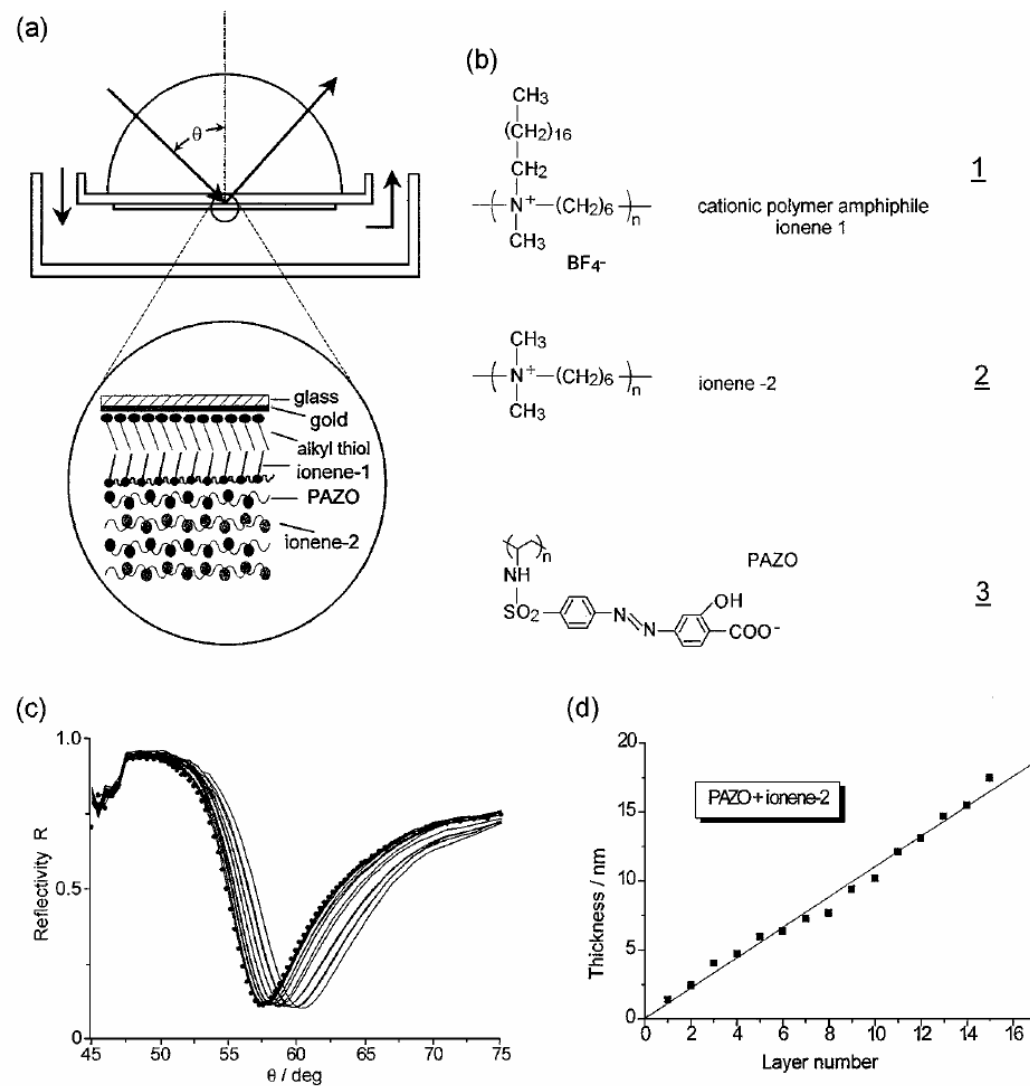 (a)
θ
glass
gold
alkyl thiol
ionene-1
PAZO
ionene-2
(b)
CH3
(CH2)16
CH2
N+
(CH2)6
n
CH3
BF4-
cationic polymer amphiphile
ionene 1
1
CH3
N+
(CH2)6
n
CH3
ionene -2
2
n
NH
SO2
N
N
OH
COO-
PAZO
3
(c)
Reflectivity R
1.0
0.5
0
45 50 55 60 65 70 75
θ / deg
(d)
Thickness / nm
20
15
10
5
0
PAZO+ionene-2
0 2 4 6 8 10 12 14 16
Layer number